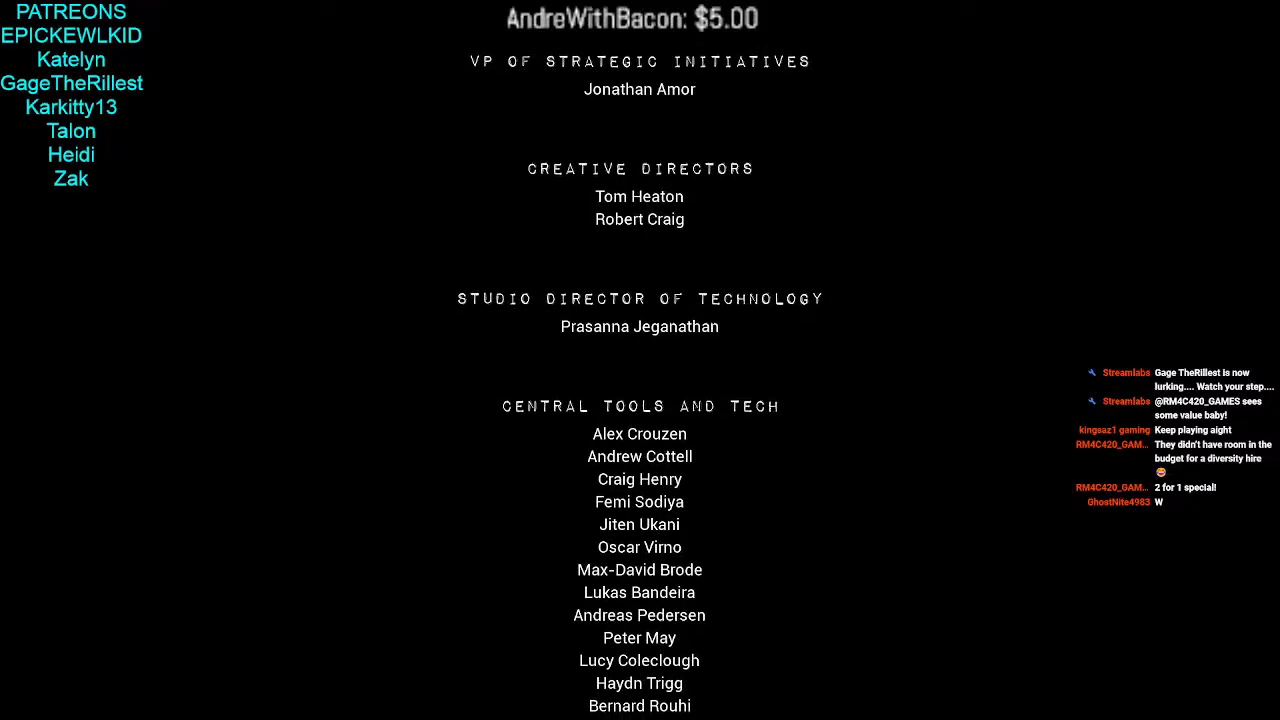 PATREONS
EPICKEWLKID
Katelyn
GageTheRillest
Karkitty13
Talon
Heidi
Zak
AndreWithBacon: $5.00
VP OF STRATEGIC INITIATIVES
Jonathan Amor
CREATIVE DIRECTORS
Tom Heaton
Robert Craig
STUDIO DIRECTOR OF TECHNOLOGY
Prasanna Jeganathan
CENTRAL TOOLS AND TECH
Alex Crouzen
Andrew Cottell
Craig Henry
Femi Sodiya
Jiten Ukani
Oscar Virno
Max-David Brode
Lukas Bandeira
Andreas Pedersen
Peter May
Lucy Coleclough
Haydn Trigg
Bernard Rouhi
Streamlabs Gage TheRillest is now
lurking.... Watch your step....
Streamlabs @RM4C420_GAMES sees
some value baby!
kingsaz1 gaming Keep playing aight
RM4C420_GAM... They didn't have room in the
budget for a diversity hire
😂
RM4C420_GAM... 2 for 1 special!
GhostNite4983 W